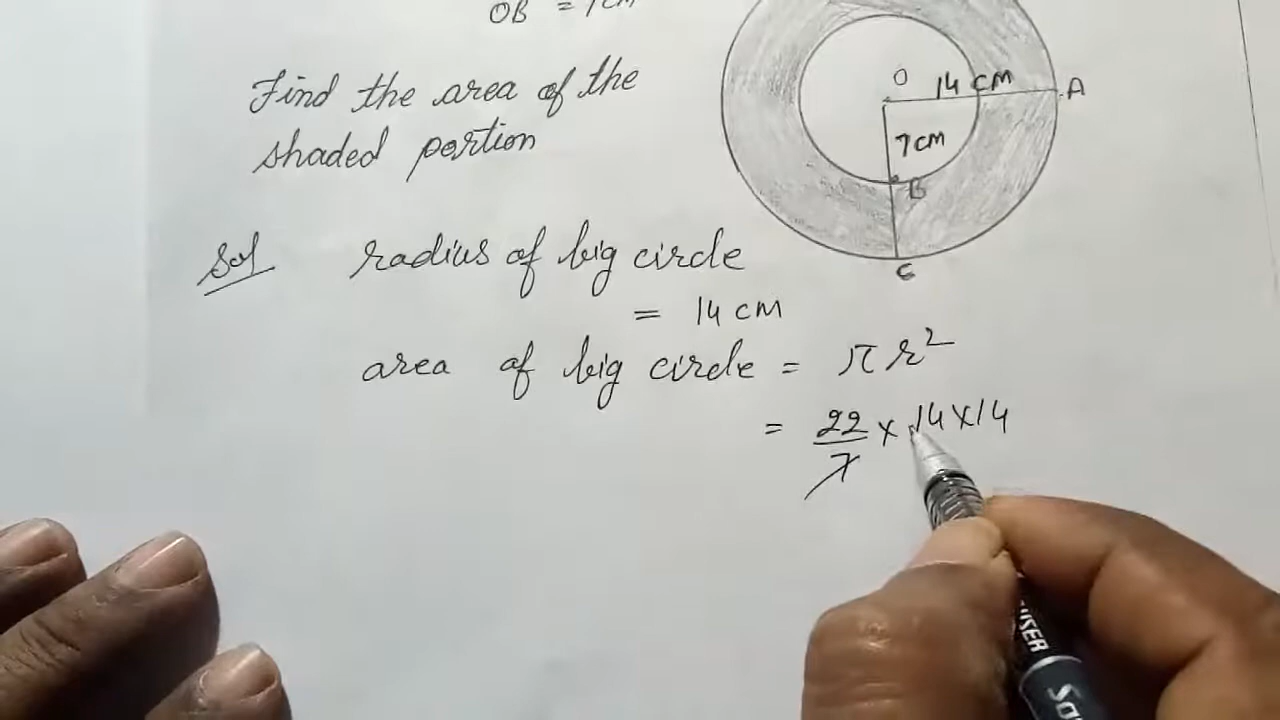 OB = 7cm
Find the area of the
shaded portion
O
14 cm
A
7cm
B
C
Sol radius of big circle
= 14 cm
area of big circle = πr²
= 22/7 × 14 × 14